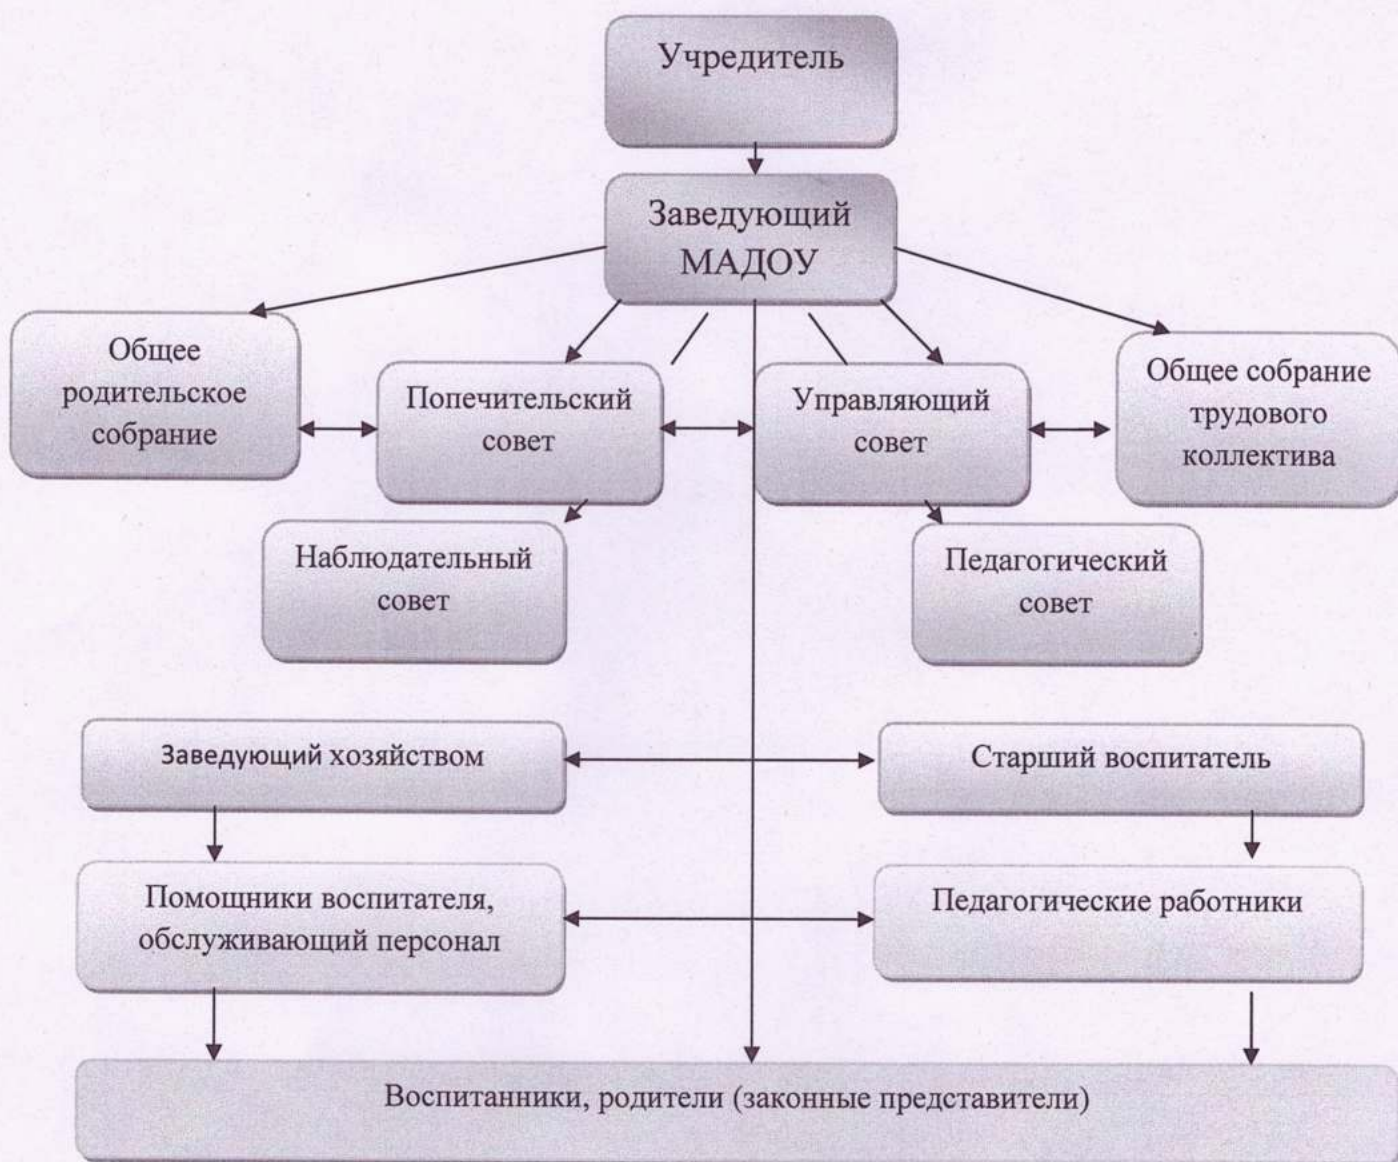 Учредитель
Заведующий
МАДОУ
Общее
родительское
собрание
Попечительский
совет
Управляющий
совет
Общее собрание
трудового
коллектива
Наблюдательный
совет
Педагогический
совет
Заведующий хозяйством
Старший воспитатель
Помощники воспитателя,
обслуживающий персонал
Педагогические работники
Воспитанники, родители (законные представители)